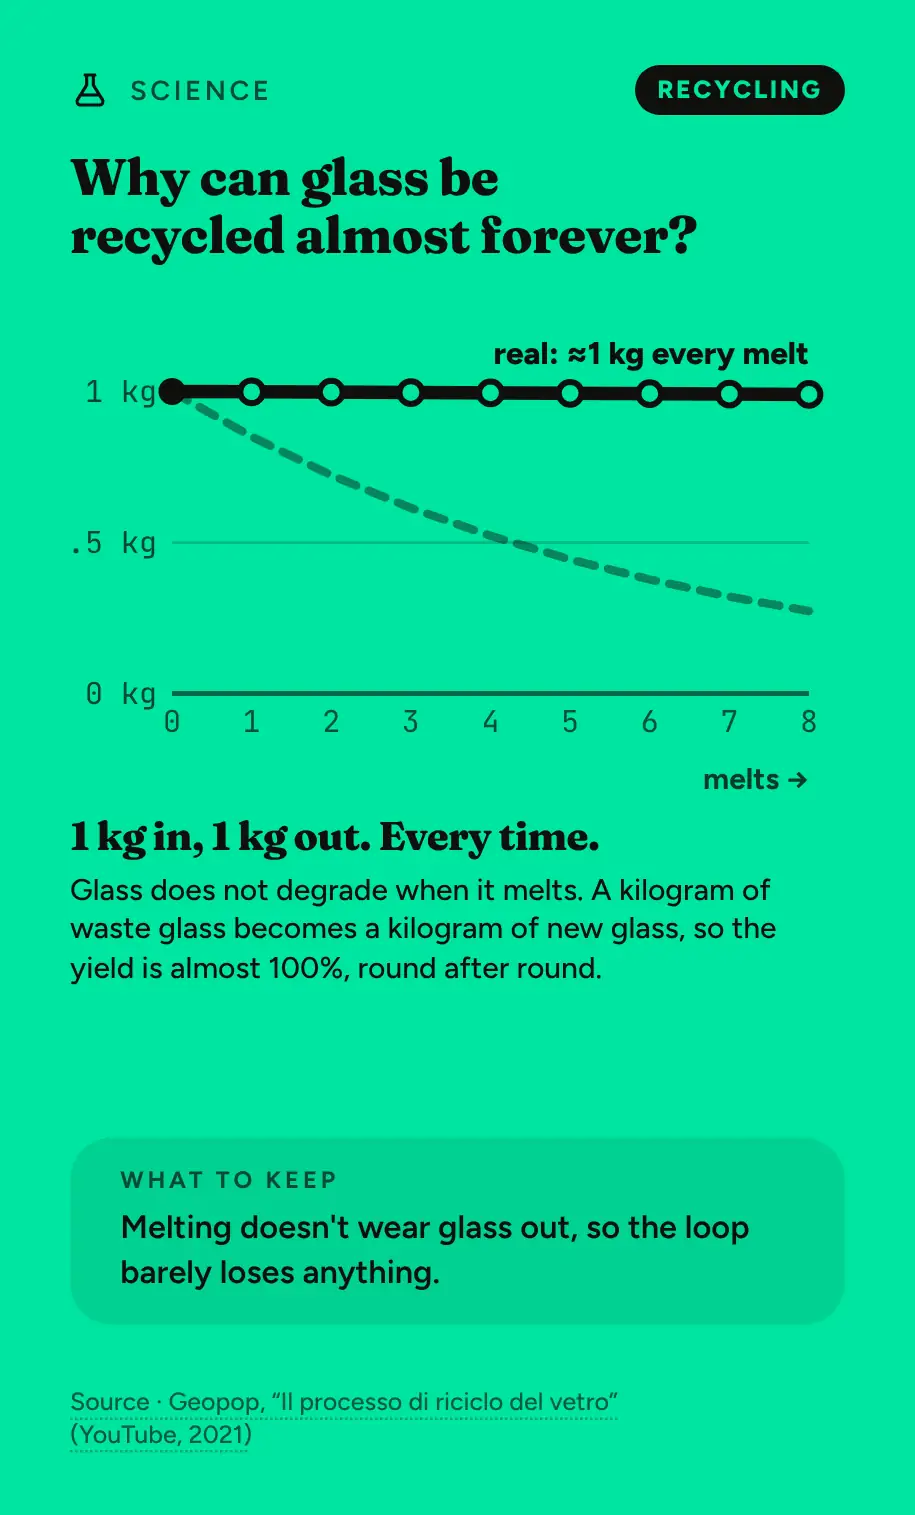 SCIENCE
RECYCLING
Why can glass be
recycled almost forever?
real: ≈1 kg every melt
1 kg
.5 kg
0 kg
0 1 2 3 4 5 6 7 8
melts →
1 kg in, 1 kg out. Every time.
Glass does not degrade when it melts. A kilogram of
waste glass becomes a kilogram of new glass, so the
yield is almost 100%, round after round.
WHAT TO KEEP
Melting doesn't wear glass out, so the loop
barely loses anything.
Source · Geopop, “Il processo di riciclo del vetro”
(YouTube, 2021)